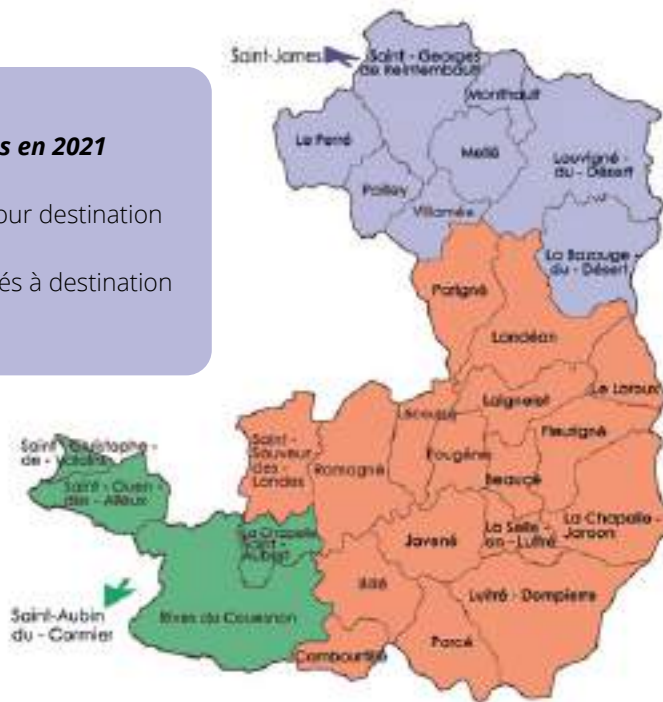 s en 2021
our destination
és à destination
Saint-James
Saint - Georges
de Reintembault
Monthault
Le Ferré
Mellé
Louvigné -
du - Désert
Poilley
Villamée
La Bazouge -
du - Désert
Parigné
Landéan
Le Loroux
Laignelet
Lécousse
Fleurigné
Saint -
Sauveur -
des -
Landes
Romagné
Fougères
Beaucé
Saint - Christophe -
de - Valains
Saint - Ouen -
des - Alleux
La Chapelle -
Janson
La Selle -
en - Luitré
Javené
La Chapelle
Saint -
Aubert
Billé
Luitré - Dompierre
Saint-Aubin
du - Cormier
Rives du Couesnon
Parcé
Combourtillé